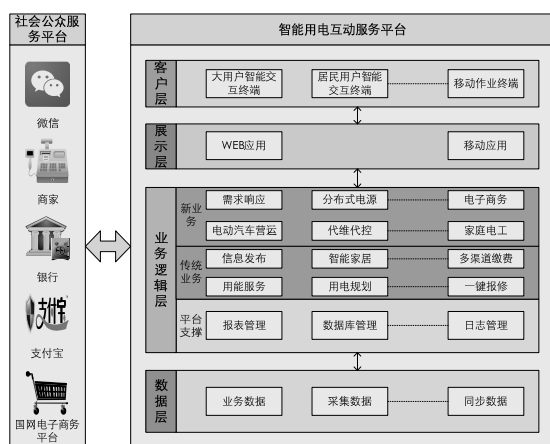 社会公众服
务平台
微信
商家
银行
支付宝
支付宝
国网电子商务
平台
智能用电互动服务平台
客户层
大用户智能交
互终端
居民用户智能
交互终端
移动作业终端
展示层
WEB应用
移动应用
业务逻辑层
新业
务
需求响应
分布式电源
电子商务
电动汽车营运
代维代控
家庭电工
传统
业务
信息发布
智能家居
多渠道缴费
用能服务
用电规划
一键报修
平台
支撑
报表管理
数据库管理
日志管理
数据层
业务数据
采集数据
同步数据